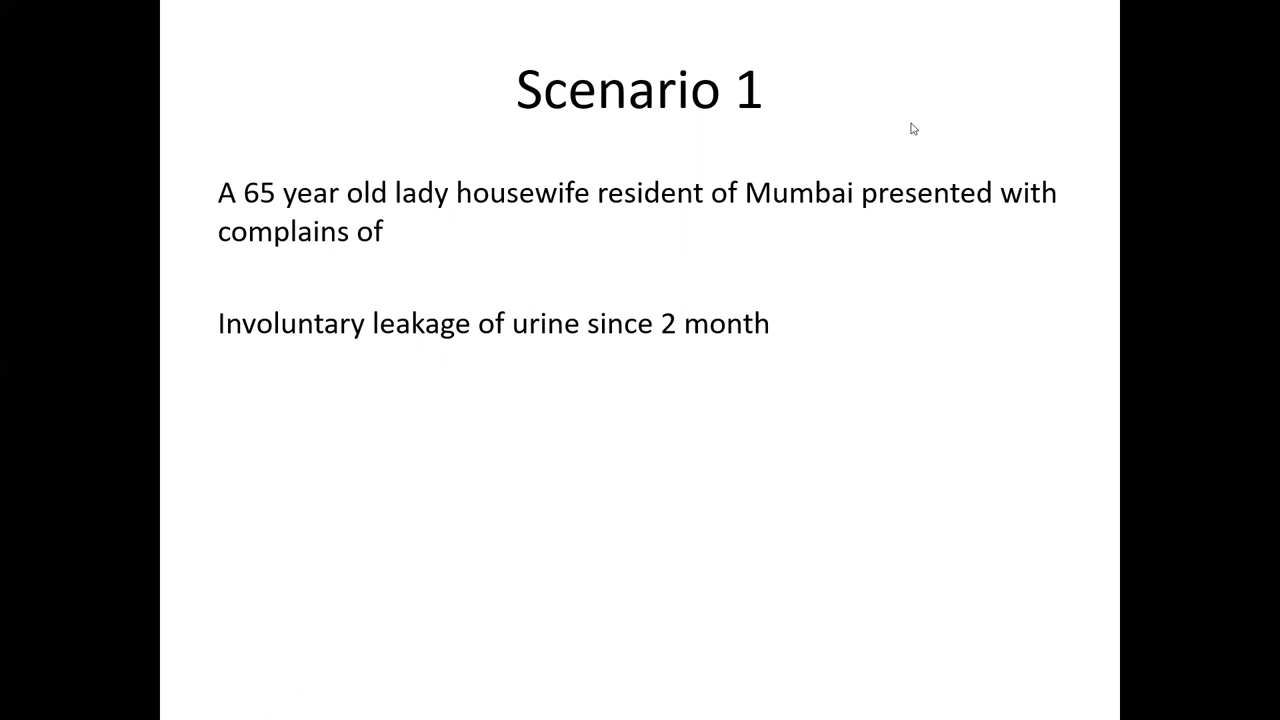 Scenario 1
A 65 year old lady housewife resident of Mumbai presented with
complains of
Involuntary leakage of urine since 2 month